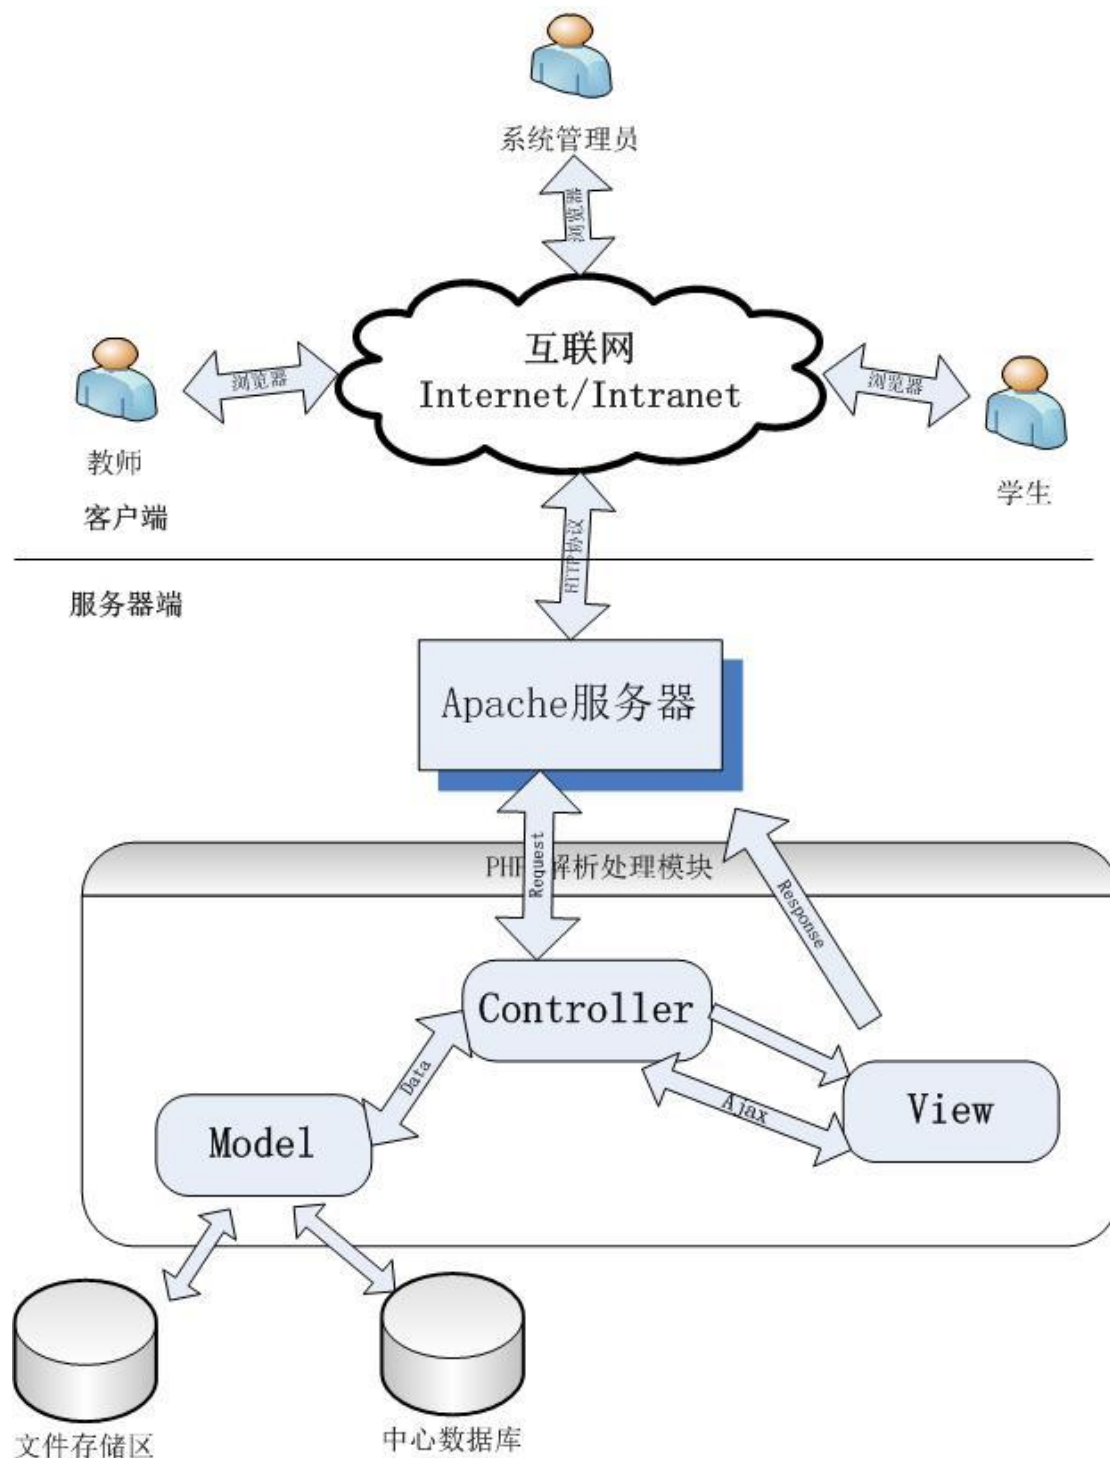 系统管理员
浏览器
互联网
Internet/Intranet
浏览器
浏览器
教师
学生
客户端
HTTP协议
服务器端
Apache服务器
Request
PHP 解析处理模块
Response
Controller
Data
Ajax
View
Model
文件存储区
中心数据库